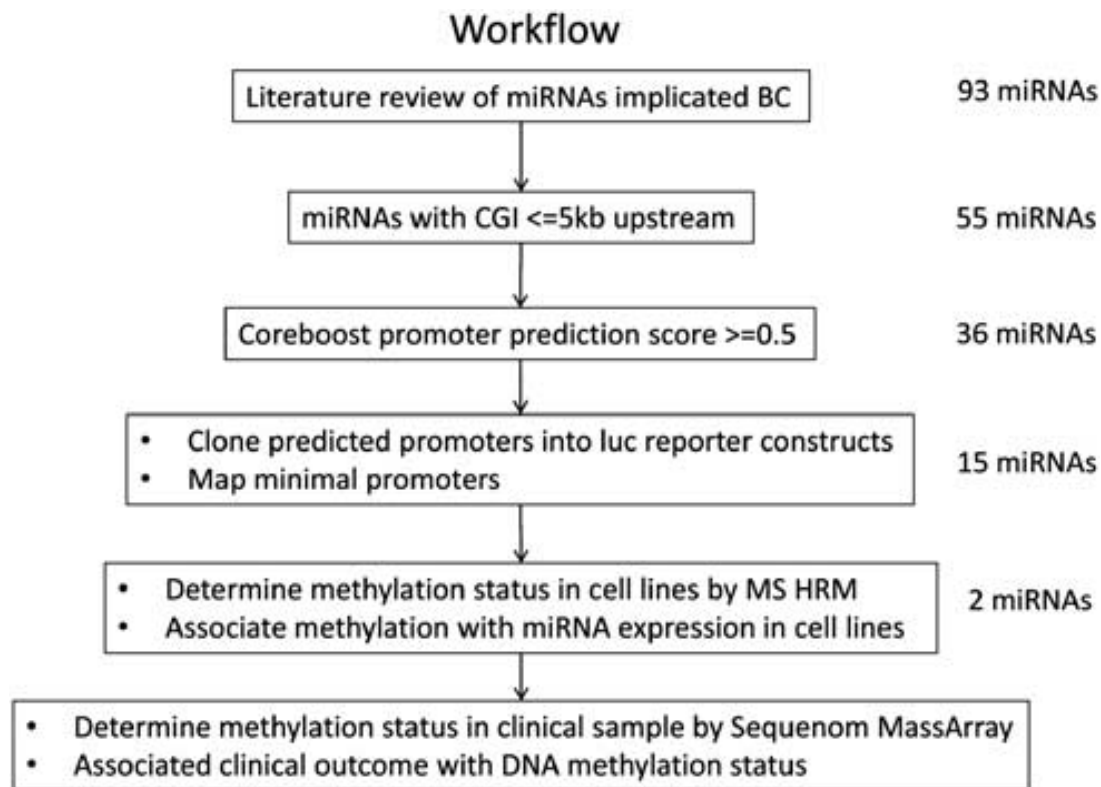 Workflow
Literature review of miRNAs implicated BC
93 miRNAs
miRNAs with CGI <=5kb upstream
55 miRNAs
Coreboost promoter prediction score >=0.5
36 miRNAs
• Clone predicted promoters into luc reporter constructs
• Map minimal promoters
15 miRNAs
• Determine methylation status in cell lines by MS HRM
• Associate methylation with miRNA expression in cell lines
2 miRNAs
• Determine methylation status in clinical sample by Sequenom MassArray
• Associated clinical outcome with DNA methylation status